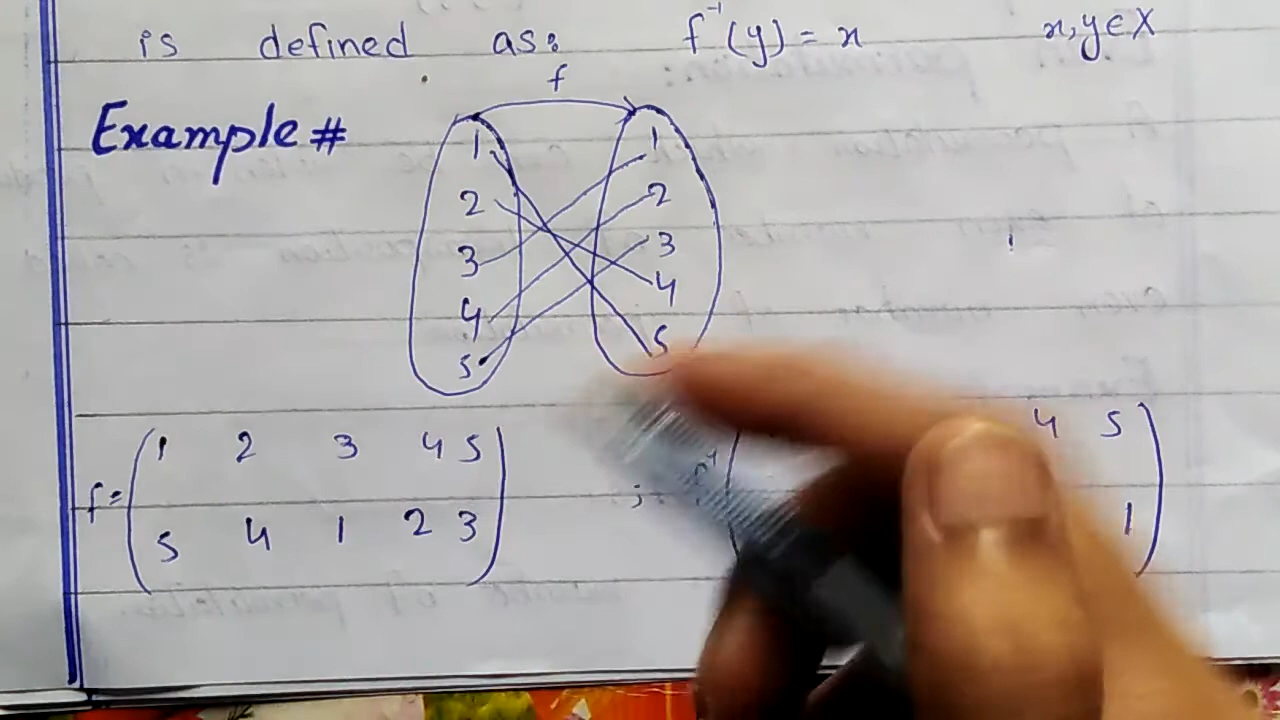 is defined as: f⁻¹(y) = x x,y∈X
f
Example#
1 1
2 2
3 3
4 4
5 5
1 2 3 4 5 4 5
f= ; f⁻¹
5 4 1 2 3 1